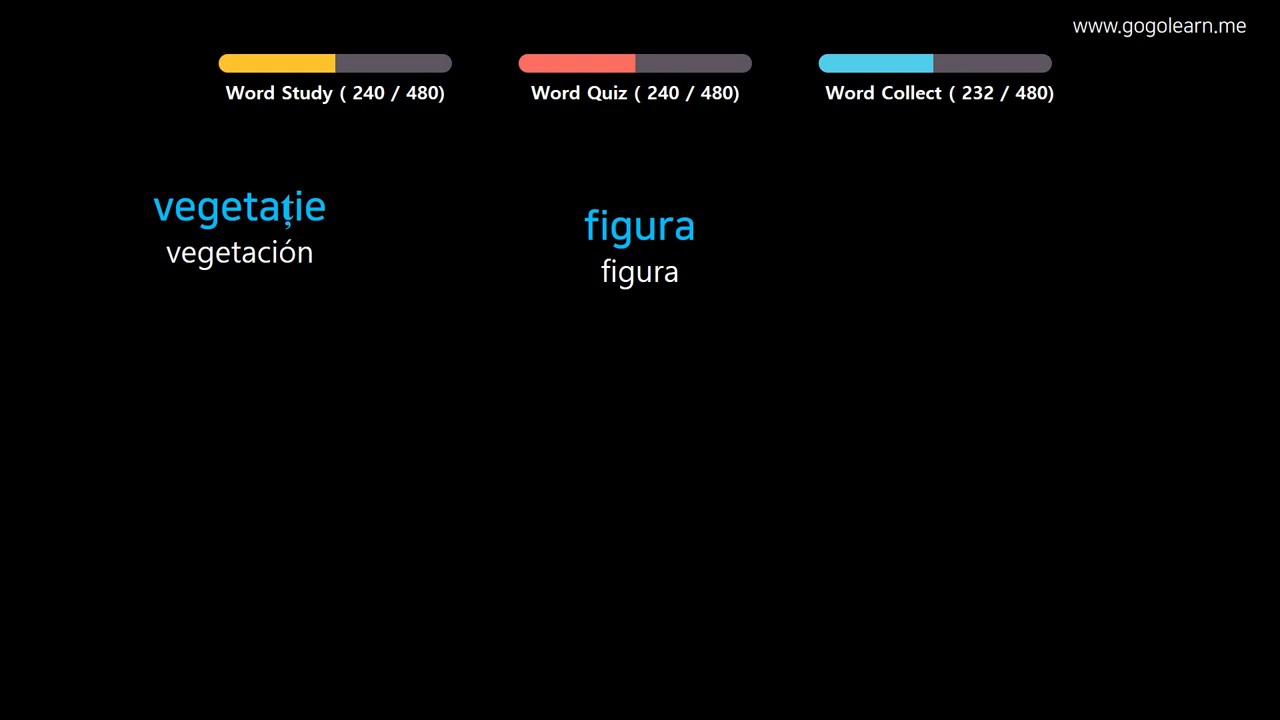 www.gogolearn.me
Word Study ( 240 / 480)
Word Quiz ( 240 / 480)
Word Collect ( 232 / 480)
vegetație
vegetación
figura
figura